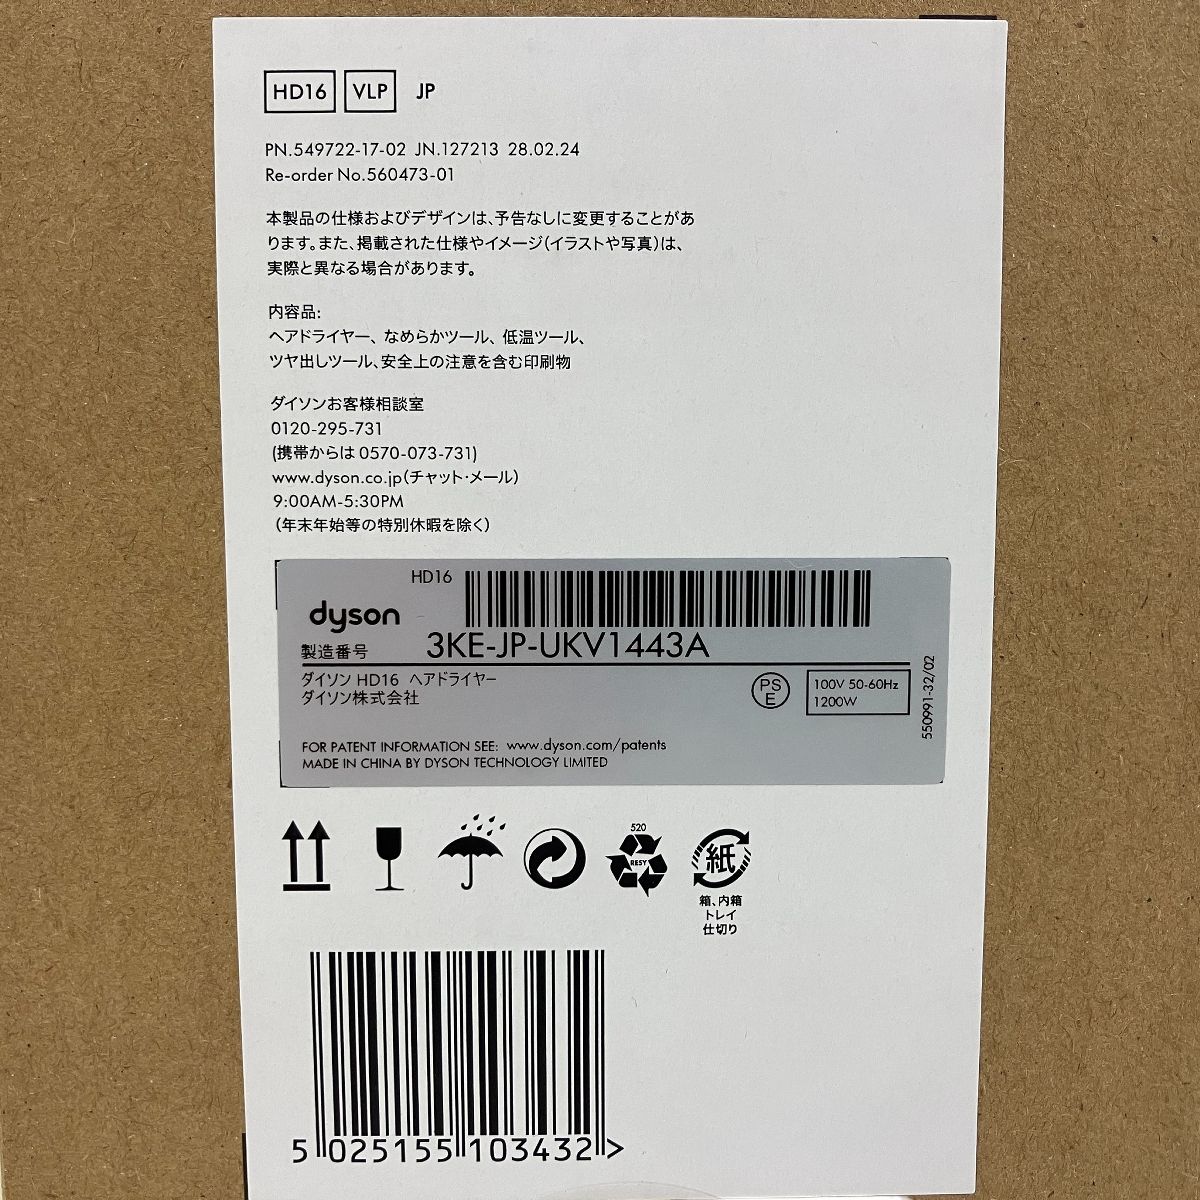 HD16 VLP JP
PN.549722-17-02 JN.127213 28.02.24
Re-order No.560473-01
本製品の仕様およびデザインは、予告なしに変更することがあ
ります。また、掲載された仕様やイメージ(イラストや写真)は、
実際と異なる場合があります。
内容品:
ヘアドライヤー、なめらかツール、低温ツール、
ツヤ出しツール、安全上の注意を含む印刷物
ダイソンお客様相談室
0120-295-731
(携帯からは 0570-073-731)
www.dyson.co.jp(チャット・メール)
9:00AM-5:30PM
(年末年始等の特別休暇を除く)
HD16
dyson
製造番号 3KE-JP-UKV1443A
ダイソン HD16 ヘアドライヤー
ダイソン株式会社
PS
E
100V 50-60Hz
1200W
550991-32/02
FOR PATENT INFORMATION SEE: www.dyson.com/patents
MADE IN CHINA BY DYSON TECHNOLOGY LIMITED
520
RESY
紙
箱、内箱
トレイ
仕切り
5 025155 103432 >